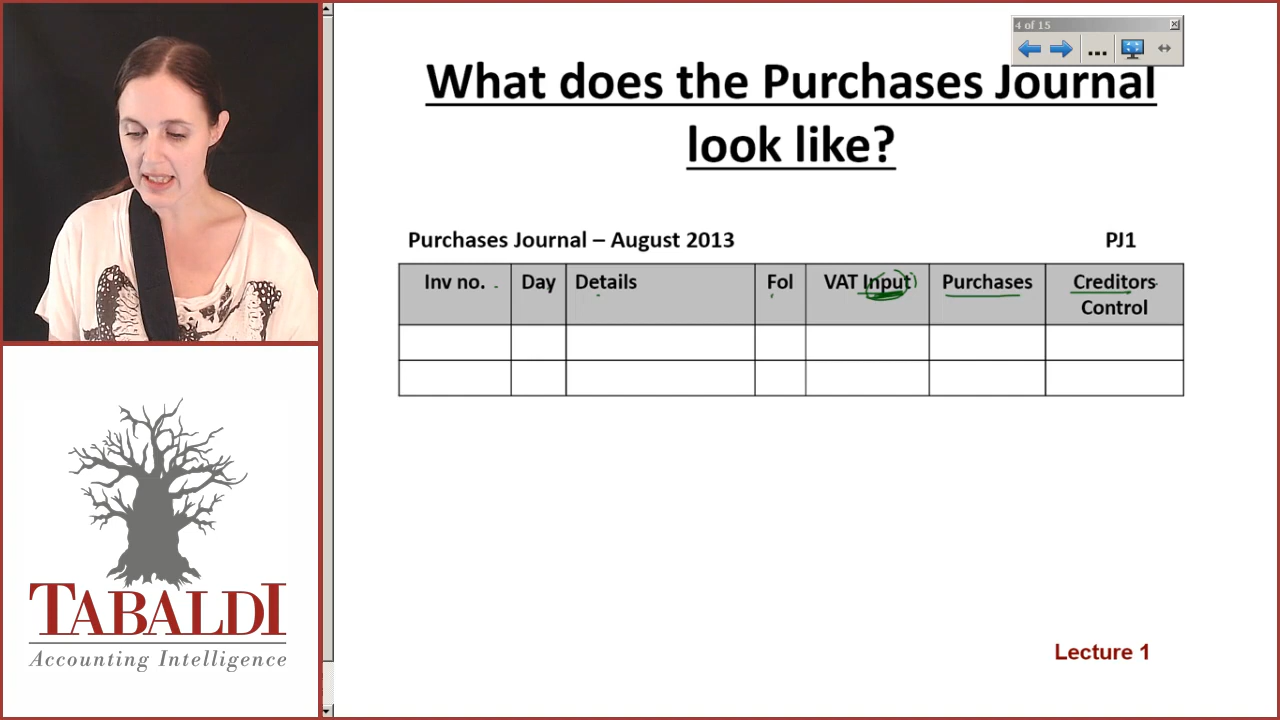 4 of 15
What does the Purchases Journal
look like?
Purchases Journal – August 2013 PJ1
Inv no. Day Details Fol VAT Input Purchases Creditors
Control
TABALDI
Accounting Intelligence
Lecture 1